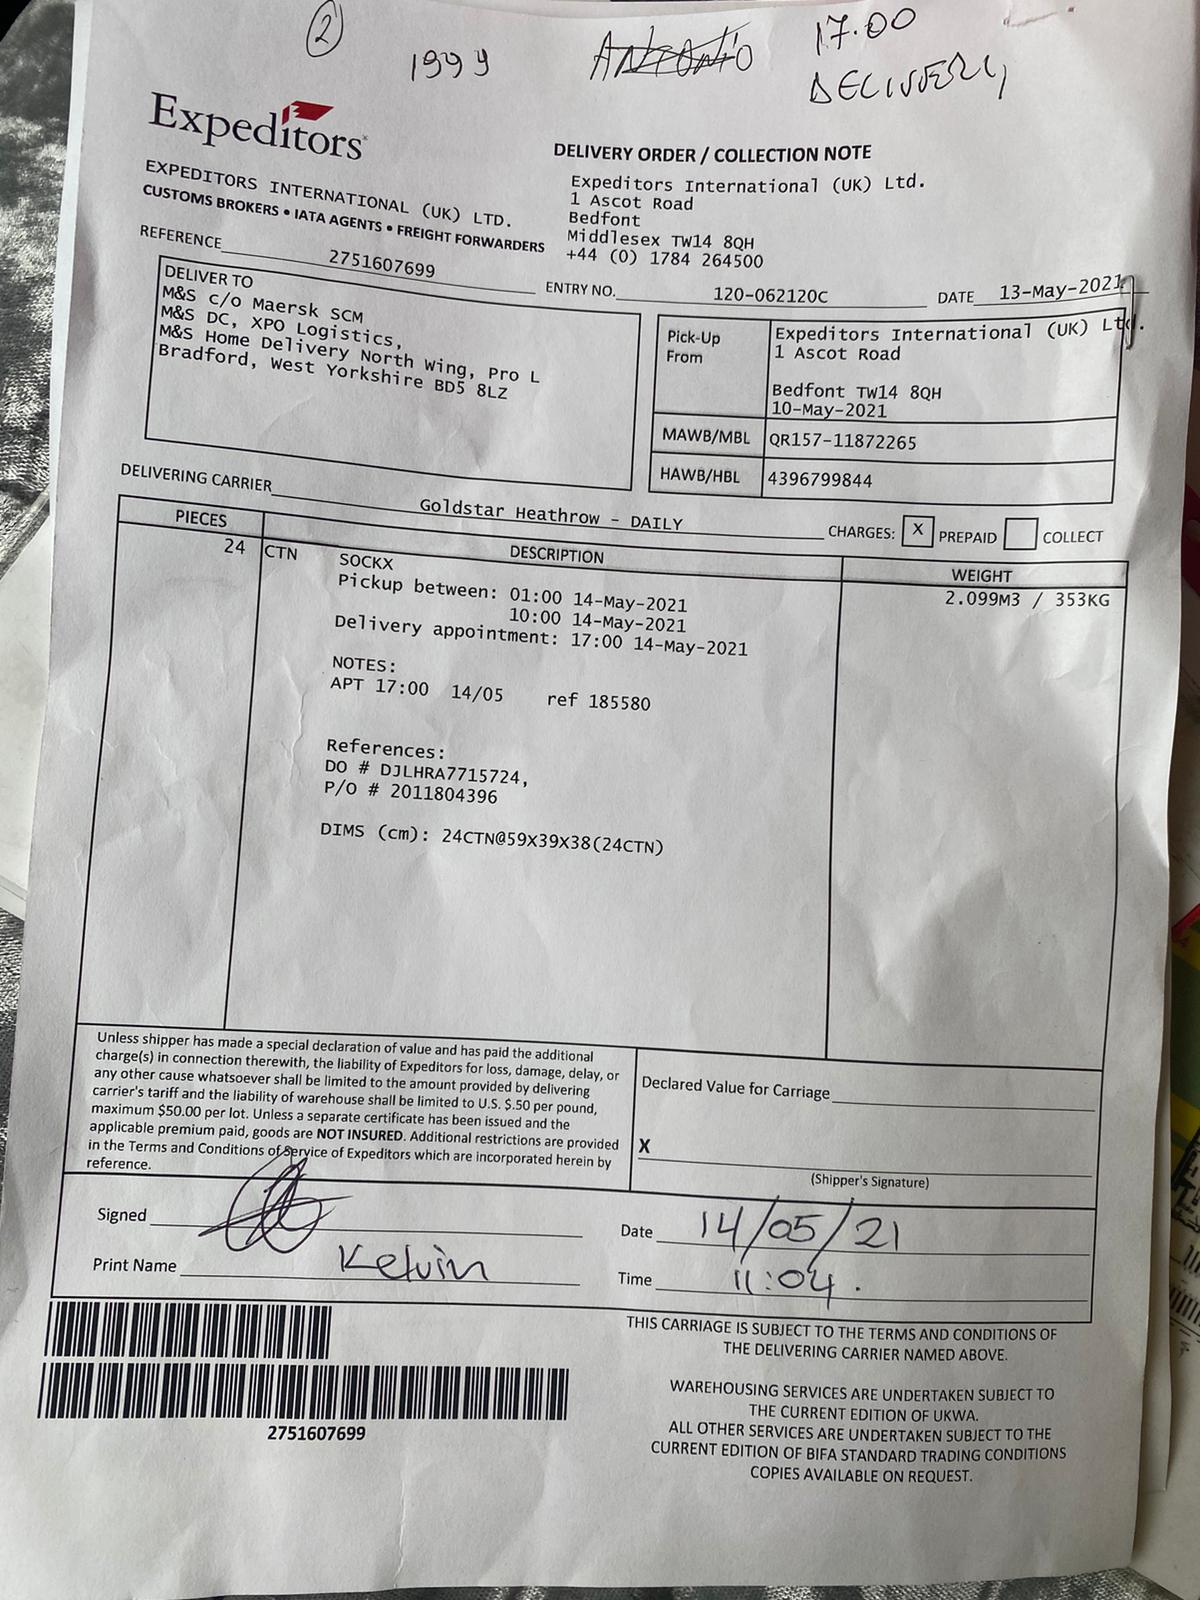 2
1999
ANTONIO
17.00
DELIVERY
Expeditors
EXPEDITORS INTERNATIONAL (UK) LTD.
CUSTOMS BROKERS • IATA AGENTS • FREIGHT FORWARDERS
DELIVERY ORDER / COLLECTION NOTE
Expeditors International (UK) Ltd.
1 Ascot Road
Bedfont
Middlesex TW14 8QH
+44 (0) 1784 264500
REFERENCE 2751607699
ENTRY NO. 120-062120C
DATE 13-May-2021
DELIVER TO
M&S c/o Maersk SCM
M&S DC, XPO Logistics,
M&S Home Delivery North Wing, Pro L
Bradford, West Yorkshire BD5 8LZ
Pick-Up
From
Expeditors International (UK) Ltd.
1 Ascot Road
Bedfont TW14 8QH
10-May-2021
MAWB/MBL QR157-11872265
HAWB/HBL 4396799844
DELIVERING CARRIER Goldstar Heathrow - DAILY
CHARGES: X PREPAID COLLECT
PIECES DESCRIPTION WEIGHT
24 CTN SOCKX 2.099M3 / 353KG
Pickup between: 01:00 14-May-2021
10:00 14-May-2021
Delivery appointment: 17:00 14-May-2021
NOTES:
APT 17:00 14/05 ref 185580
References:
DO # DJLHRA7715724,
P/O # 2011804396
DIMS (cm): 24CTN@59X39X38(24CTN)
Unless shipper has made a special declaration of value and has paid the additional
charge(s) in connection therewith, the liability of Expeditors for loss, damage, delay, or
any other cause whatsoever shall be limited to the amount provided by delivering
carrier's tariff and the liability of warehouse shall be limited to U.S. $.50 per pound,
maximum $50.00 per lot. Unless a separate certificate has been issued and the
applicable premium paid, goods are NOT INSURED. Additional restrictions are provided
in the Terms and Conditions of Service of Expeditors which are incorporated herein by
reference.
Declared Value for Carriage
X
(Shipper's Signature)
Signed
Date 14/05/21
Print Name Kelvin
Time 11:04.
2751607699
THIS CARRIAGE IS SUBJECT TO THE TERMS AND CONDITIONS OF
THE DELIVERING CARRIER NAMED ABOVE.
WAREHOUSING SERVICES ARE UNDERTAKEN SUBJECT TO
THE CURRENT EDITION OF UKWA.
ALL OTHER SERVICES ARE UNDERTAKEN SUBJECT TO THE
CURRENT EDITION OF BIFA STANDARD TRADING CONDITIONS
COPIES AVAILABLE ON REQUEST.